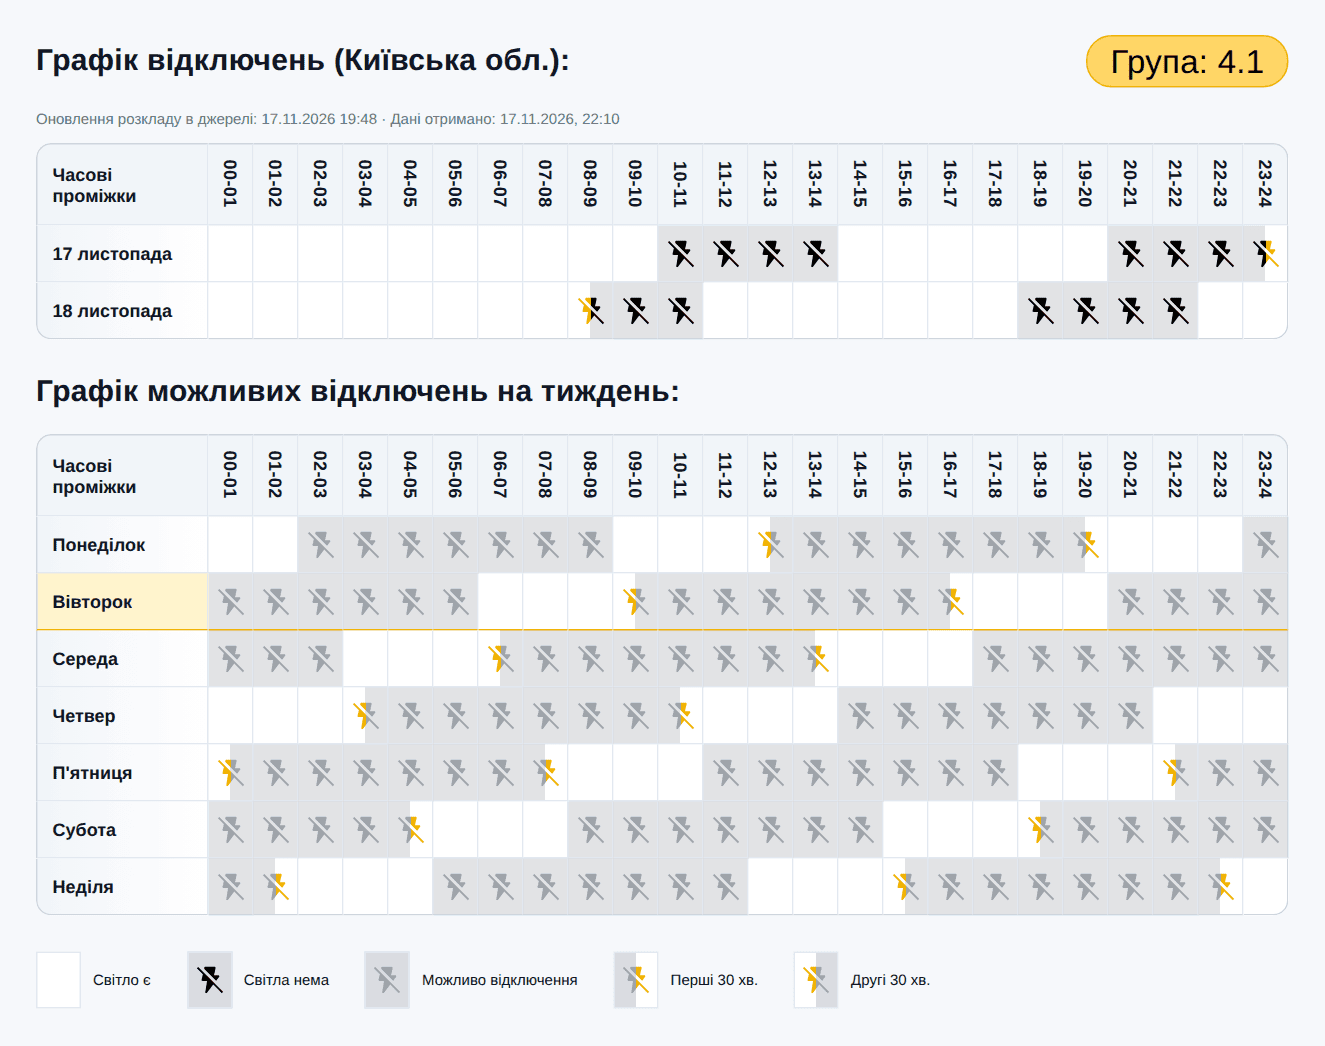 Графік відключень (Київська обл.):
Група: 4.1
Оновлення розкладу в джерелі: 17.11.2026 19:48 · Дані отримано: 17.11.2026, 22:10
Часові проміжки 00-01 01-02 02-03 03-04 04-05 05-06 06-07 07-08 08-09 09-10 10-11 11-12 12-13 13-14 14-15 15-16 16-17 17-18 18-19 19-20 20-21 21-22 22-23 23-24
17 листопада
18 листопада
Графік можливих відключень на тиждень:
Часові проміжки 00-01 01-02 02-03 03-04 04-05 05-06 06-07 07-08 08-09 09-10 10-11 11-12 12-13 13-14 14-15 15-16 16-17 17-18 18-19 19-20 20-21 21-22 22-23 23-24
Понеділок
Вівторок
Середа
Четвер
П'ятниця
Субота
Неділя
Світло є Світла нема Можливо відключення Перші 30 хв. Другі 30 хв.